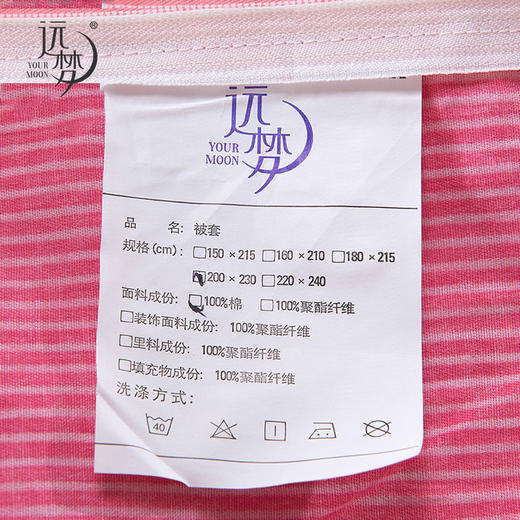 远梦®
YOUR
MOON
远梦
YOUR
MOON
品 名: 被套
规格(cm) □150×215 □160×210 □180×215
☑200×230 □220×240
面料成份: ☑100%棉 □100%聚酯纤维
□装饰面料成份: 100%聚酯纤维
□里料成份: 100%聚酯纤维
□填充物成份: 100%聚酯纤维
洗涤方式:
40